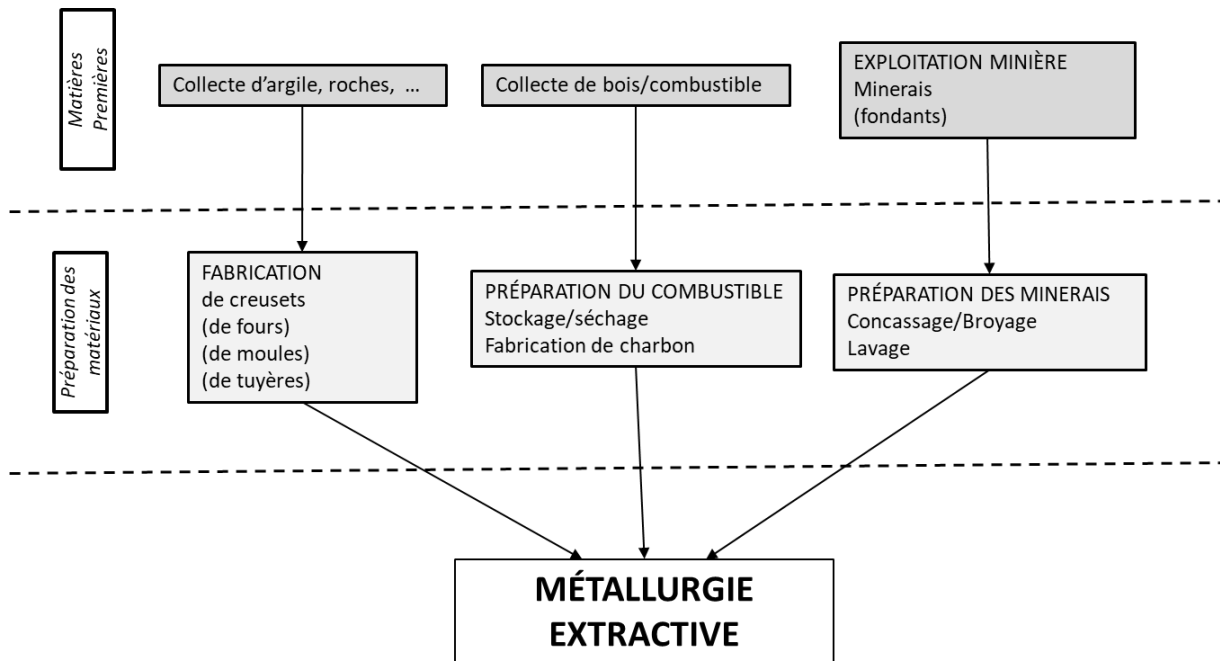 Matières
Premières
Collecte d’argile, roches, …
Collecte de bois/combustible
EXPLOITATION MINIÈRE
Minerais
(fondants)
Préparation des
matériaux
FABRICATION
de creusets
(de fours)
(de moules)
(de tuyères)
PRÉPARATION DU COMBUSTIBLE
Stockage/séchage
Fabrication de charbon
PRÉPARATION DES MINERAIS
Concassage/Broyage
Lavage
MÉTALLURGIE
EXTRACTIVE